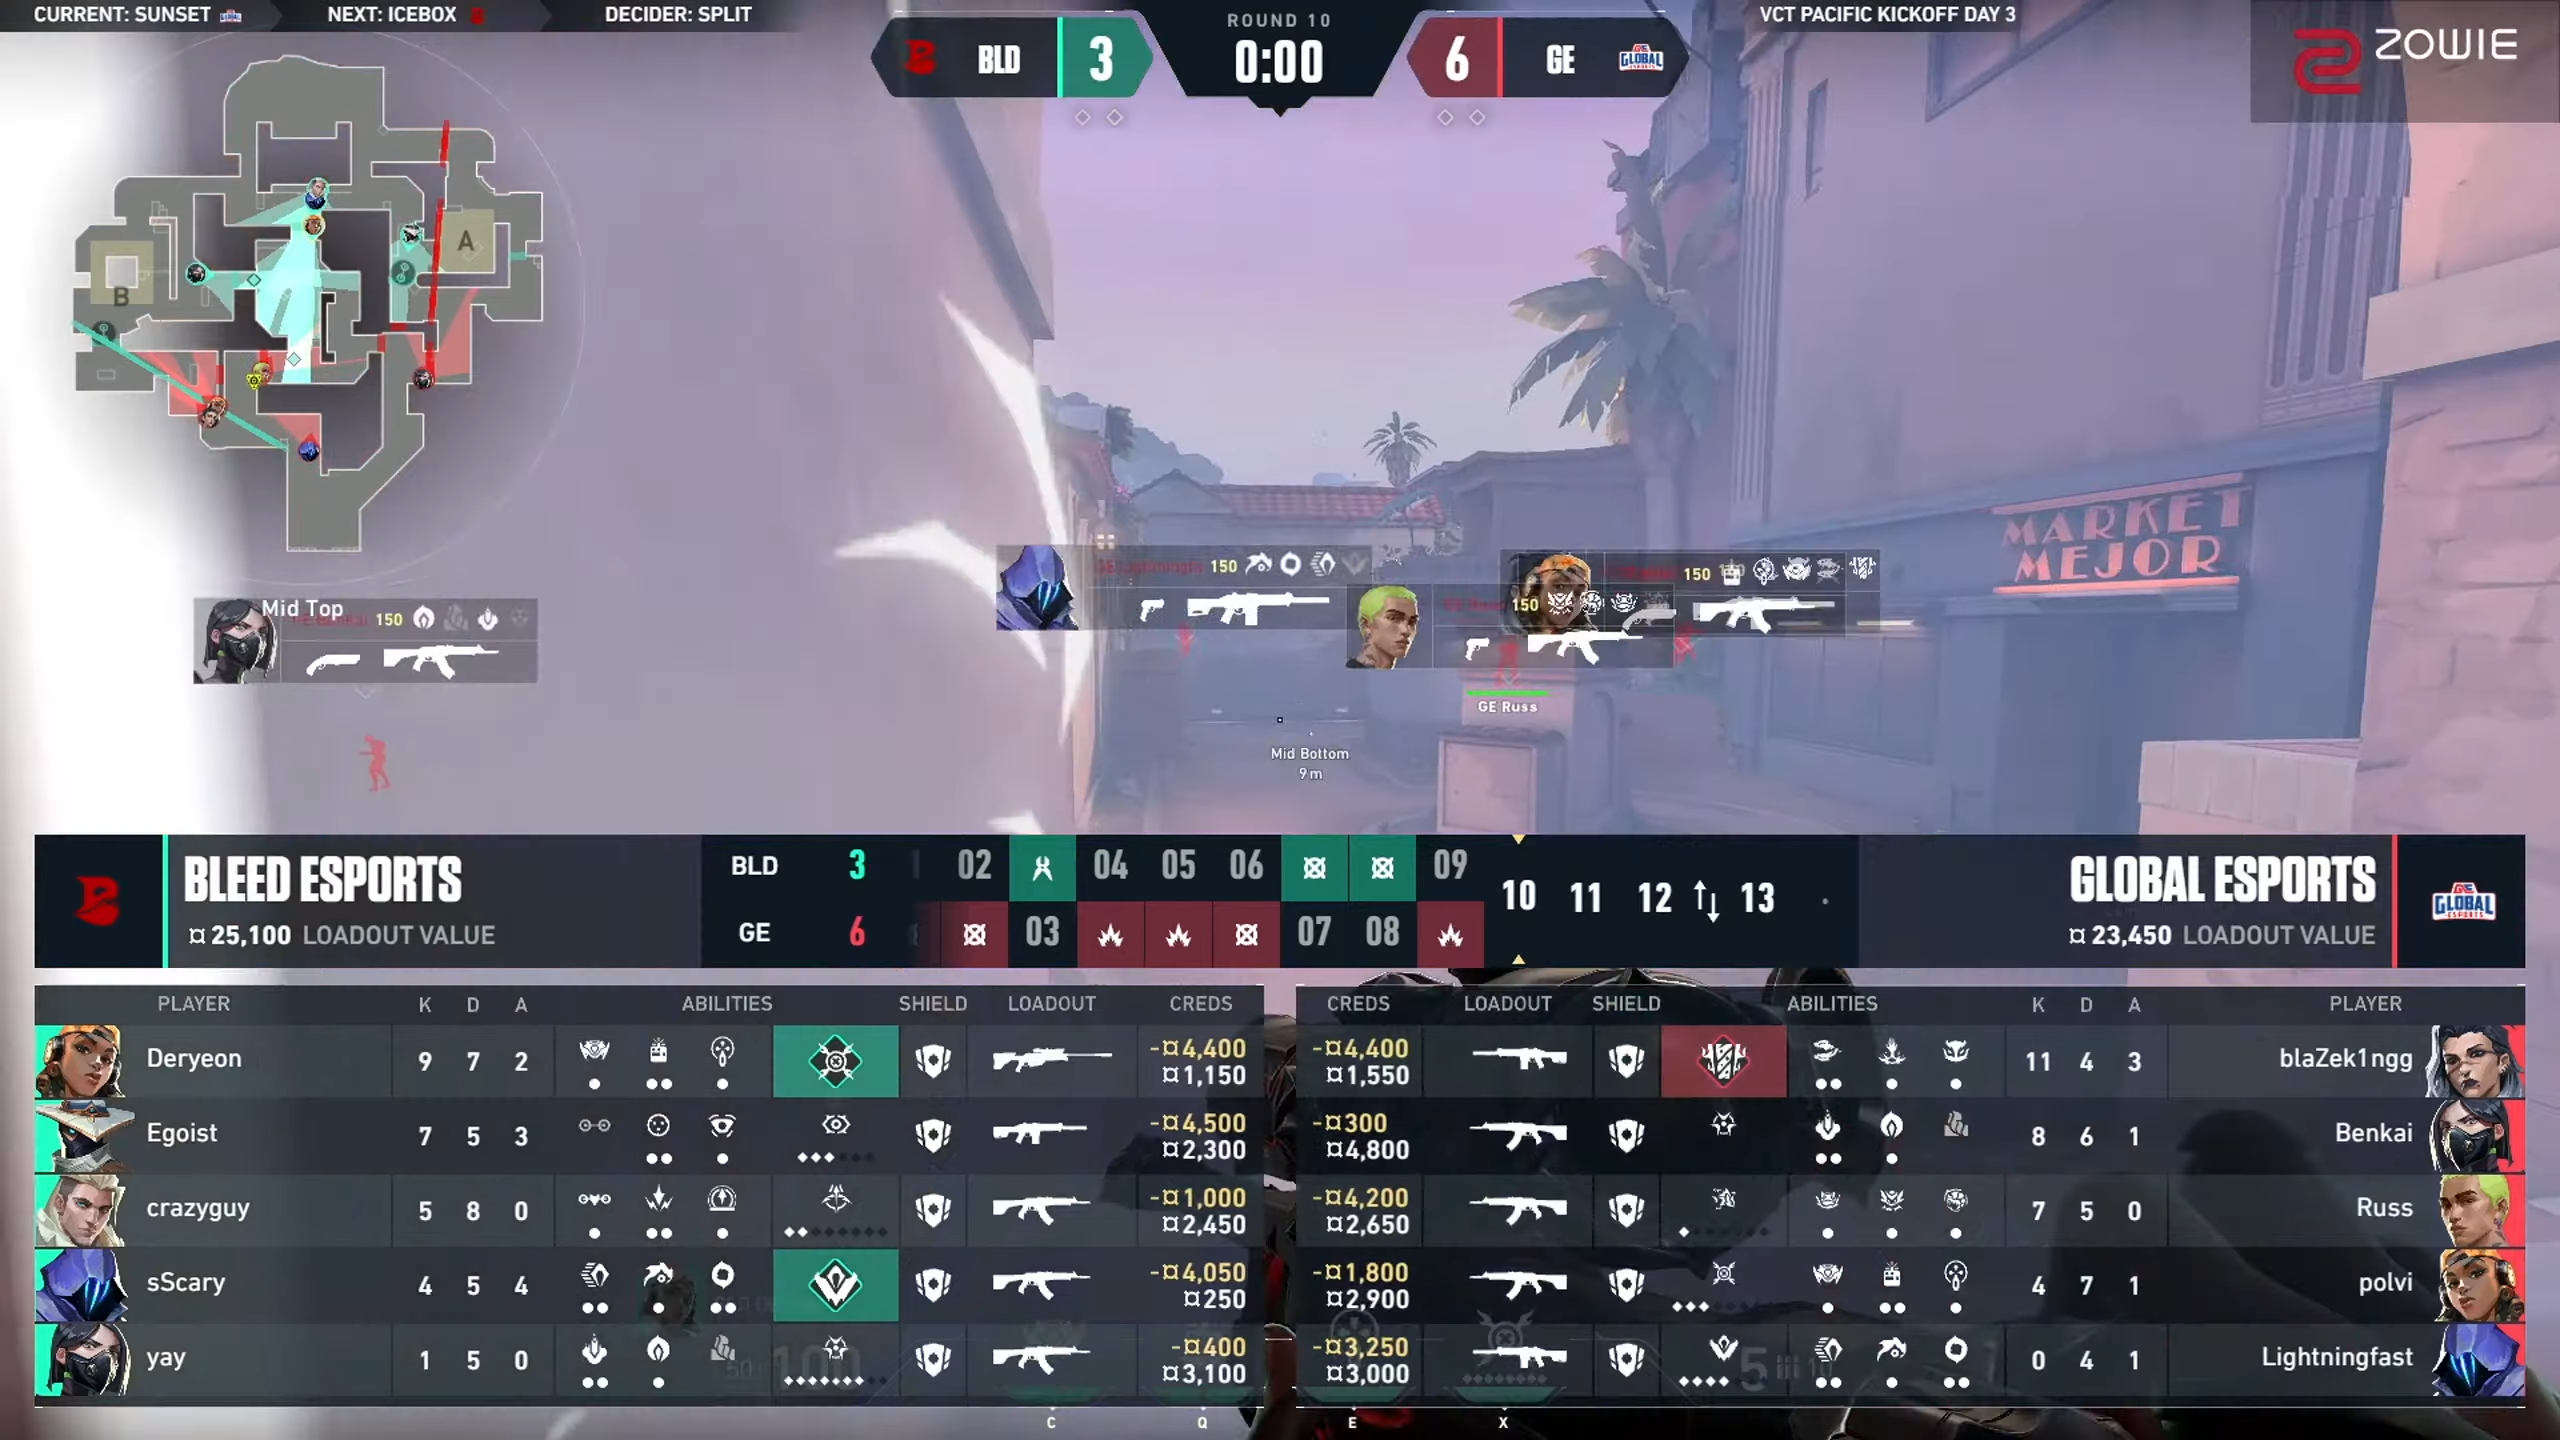 CURRENT: SUNSET
NEXT: ICEBOX
DECIDER: SPLIT
BLD 3
ROUND 10
0:00
6 GE
GLOBAL
VCT PACIFIC KICKOFF DAY 3
ZOWIE
A
B
Mid Top
150
150
150
150
GE Russ
Mid Bottom
9m
MARKET
MEJOR
BLEED ESPORTS
¤ 25,100 LOADOUT VALUE
BLD 3 02 04 05 06 09
GE 6 03 07 08
10 11 12 13
GLOBAL ESPORTS
¤ 23,450 LOADOUT VALUE
GLOBAL
PLAYER K D A ABILITIES SHIELD LOADOUT CREDS
Deryeon 9 7 2 -¤4,400 ¤1,150
Egoist 7 5 3 -¤4,500 ¤2,300
crazyguy 5 8 0 -¤1,000 ¤2,450
sScary 4 5 4 -¤4,050 ¤250
yay 1 5 0 -¤400 ¤3,100
CREDS LOADOUT SHIELD ABILITIES K D A PLAYER
-¤4,400 ¤1,550 11 4 3 blaZek1ngg
-¤300 ¤4,800 8 6 1 Benkai
-¤4,200 ¤2,650 7 5 0 Russ
-¤1,800 ¤2,900 4 7 1 polvi
-¤3,250 ¤3,000 0 4 1 Lightningfast
C Q E X